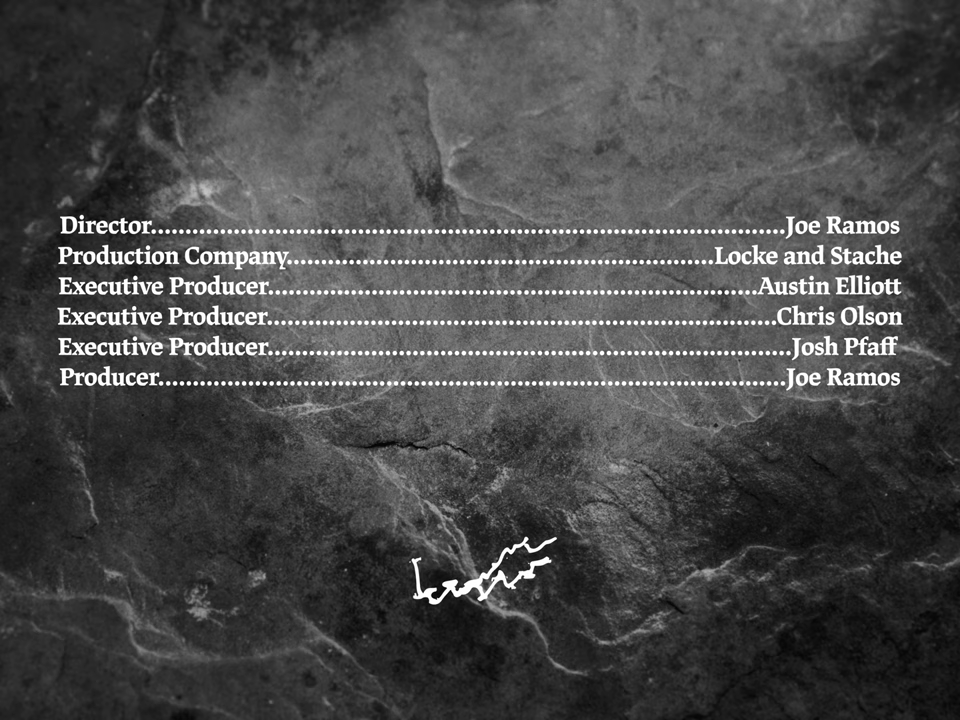 Director..............................................................................................Joe Ramos
Production Company...............................................................Locke and Stache
Executive Producer........................................................................Austin Elliott
Executive Producer...........................................................................Chris Olson
Executive Producer.............................................................................Josh Pfaff
Producer............................................................................................Joe Ramos